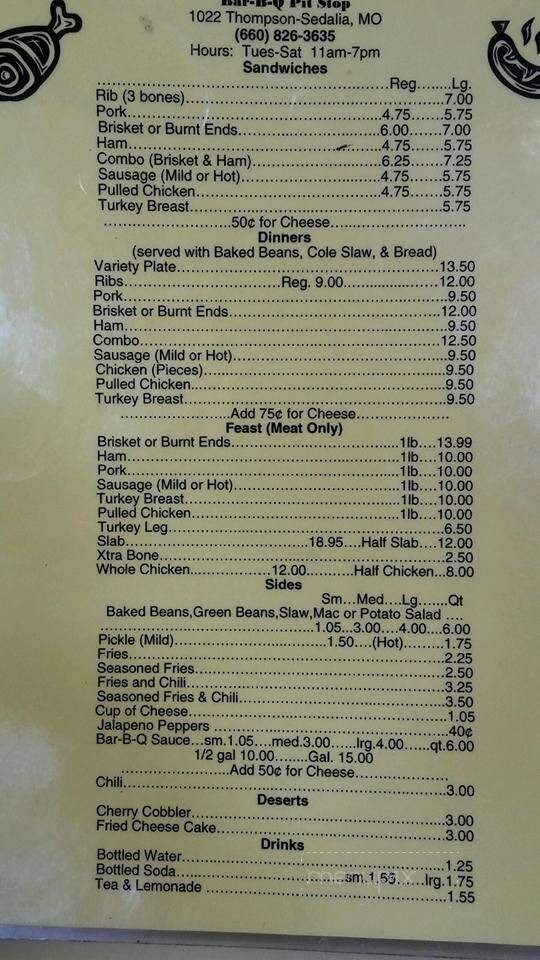 Bar-B-Q Pit Stop
1022 Thompson-Sedalia, MO
(660) 826-3635
Hours: Tues-Sat 11am-7pm
Sandwiches
Reg.......Lg.
Rib (3 bones)......7.00
Pork......4.75......5.75
Brisket or Burnt Ends......6.00......7.00
Ham......4.75......5.75
Combo (Brisket & Ham)......6.25......7.25
Sausage (Mild or Hot)......4.75......5.75
Pulled Chicken......4.75......5.75
Turkey Breast......5.75
......50¢ for Cheese......
Dinners
(served with Baked Beans, Cole Slaw, & Bread)
Variety Plate......13.50
Ribs......Reg. 9.00......12.00
Pork......9.50
Brisket or Burnt Ends......12.00
Ham......9.50
Combo......12.50
Sausage (Mild or Hot)......9.50
Chicken (Pieces)......9.50
Pulled Chicken......9.50
Turkey Breast......9.50
......Add 75¢ for Cheese......
Feast (Meat Only)
Brisket or Burnt Ends......1lb....13.99
Ham......1lb....10.00
Pork......1lb....10.00
Sausage (Mild or Hot)......1lb....10.00
Turkey Breast......1lb....10.00
Pulled Chicken......1lb....10.00
Turkey Leg......6.50
Slab......18.95....Half Slab....12.00
Xtra Bone......2.50
Whole Chicken......12.00......Half Chicken...8.00
Sides
Sm...Med....Lg.......Qt
Baked Beans,Green Beans,Slaw,Mac or Potato Salad ....
......1.05...3.00....4.00....6.00
Pickle (Mild)......1.50....(Hot)......1.75
Fries......2.25
Seasoned Fries......2.50
Fries and Chili......3.25
Seasoned Fries & Chili......3.50
Cup of Cheese......1.05
Jalapeno Peppers ......40¢
Bar-B-Q Sauce...sm.1.05....med.3.00......lrg.4.00......qt.6.00
1/2 gal 10.00........Gal. 15.00
......Add 50¢ for Cheese......
Chili......3.00
Deserts
Cherry Cobbler......3.00
Fried Cheese Cake......3.00
Drinks
Bottled Water......1.25
Bottled Soda......sm.1.55......lrg.1.75
Tea & Lemonade ......1.55